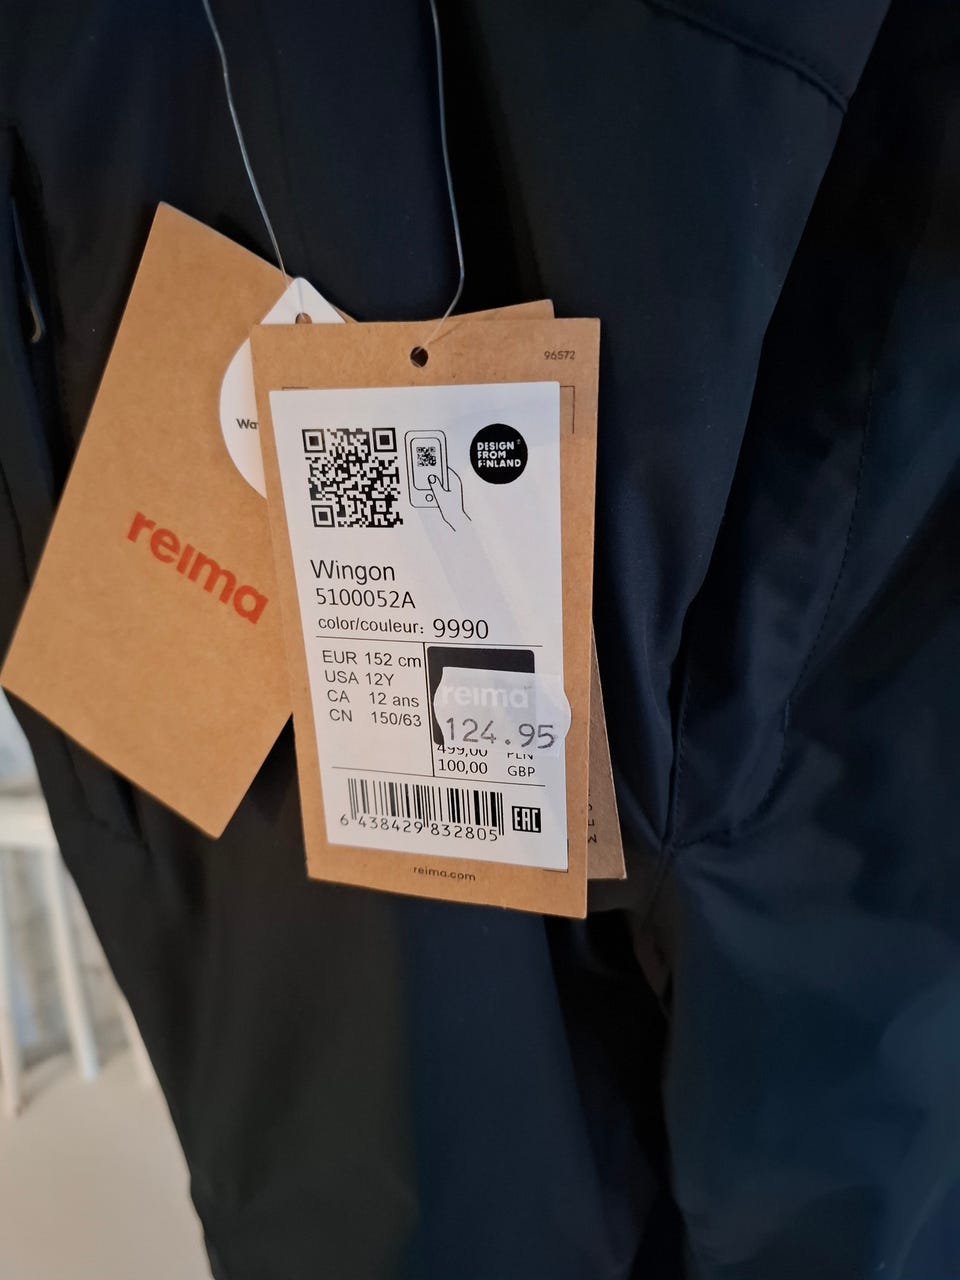 96572
Wa
reima
DESIGN
FROM
FINLAND
Wingon
5100052A
color/couleur: 9990
EUR 152 cm
USA 12Y
CA 12 ans
CN 150/63
reima
124.95
499,00 PLN
100,00 GBP
6 438429 832805
EAC
reima.com